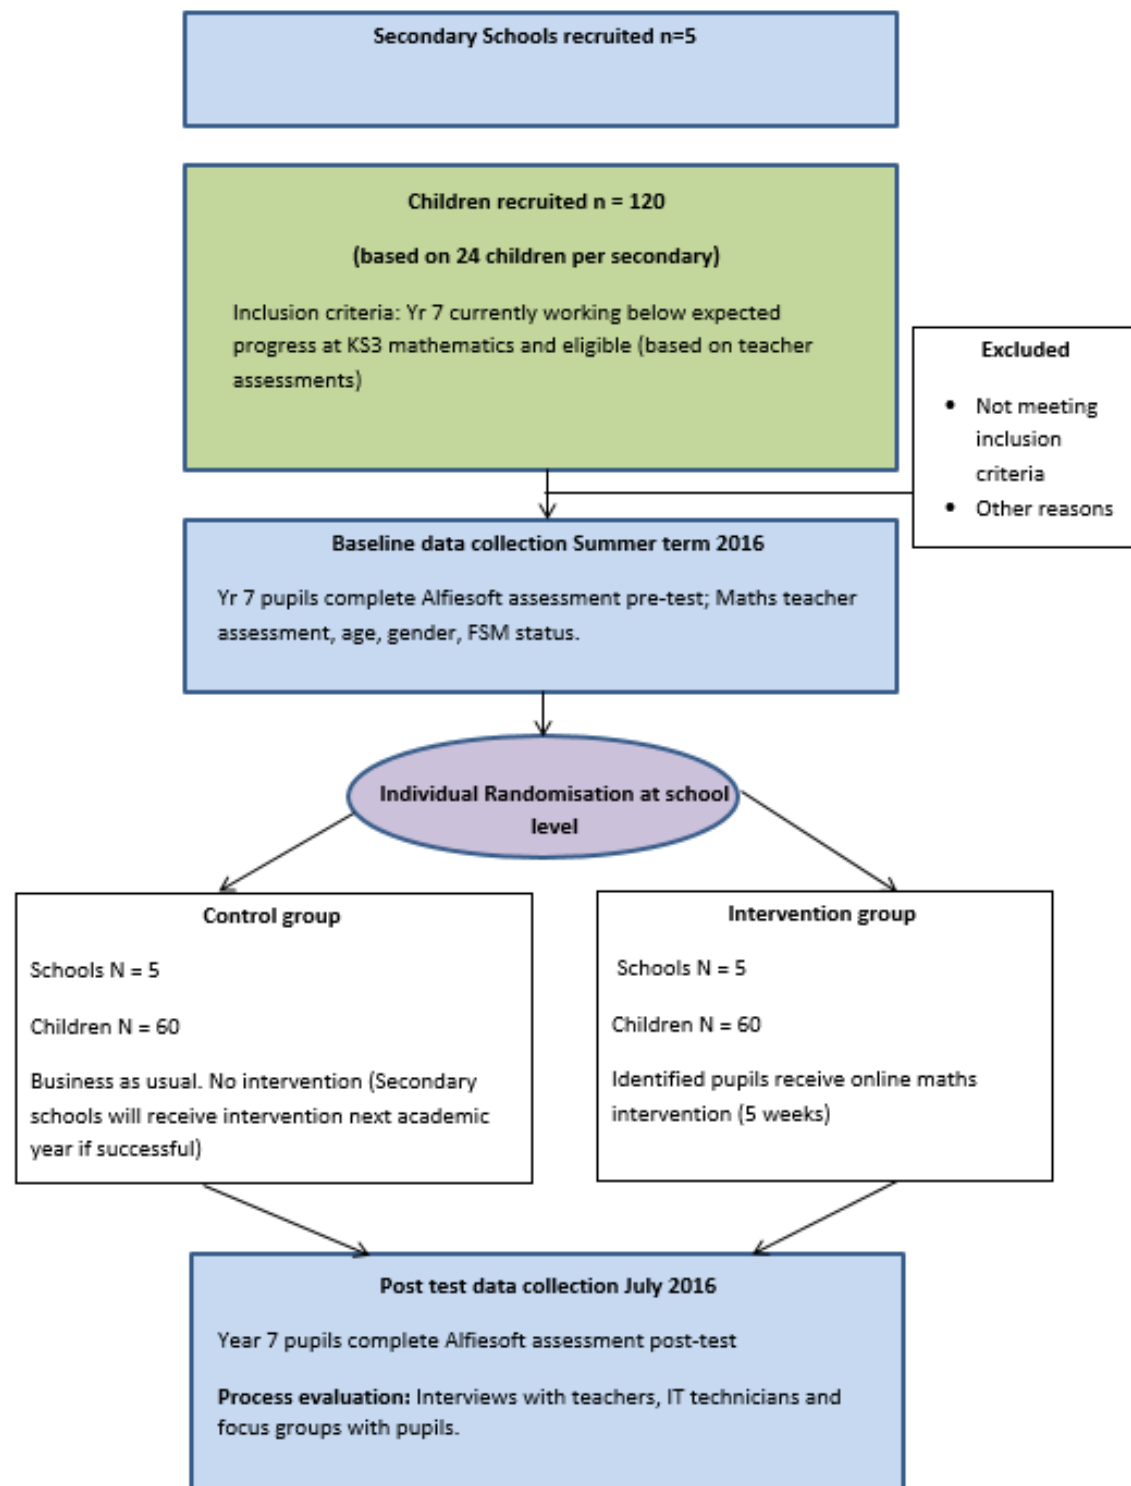 Secondary Schools recruited n=5
Children recruited n = 120
(based on 24 children per secondary)
Inclusion criteria: Yr 7 currently working below expected
progress at KS3 mathematics and eligible (based on teacher
assessments)
Excluded
• Not meeting
inclusion
criteria
• Other reasons
Baseline data collection Summer term 2016
Yr 7 pupils complete Alfiesoft assessment pre-test; Maths teacher
assessment, age, gender, FSM status.
Individual Randomisation at school
level
Control group
Schools N = 5
Children N = 60
Business as usual. No intervention (Secondary
schools will receive intervention next academic
year if successful)
Intervention group
Schools N = 5
Children N = 60
Identified pupils receive online maths
intervention (5 weeks)
Post test data collection July 2016
Year 7 pupils complete Alfiesoft assessment post-test
Process evaluation: Interviews with teachers, IT technicians and
focus groups with pupils.